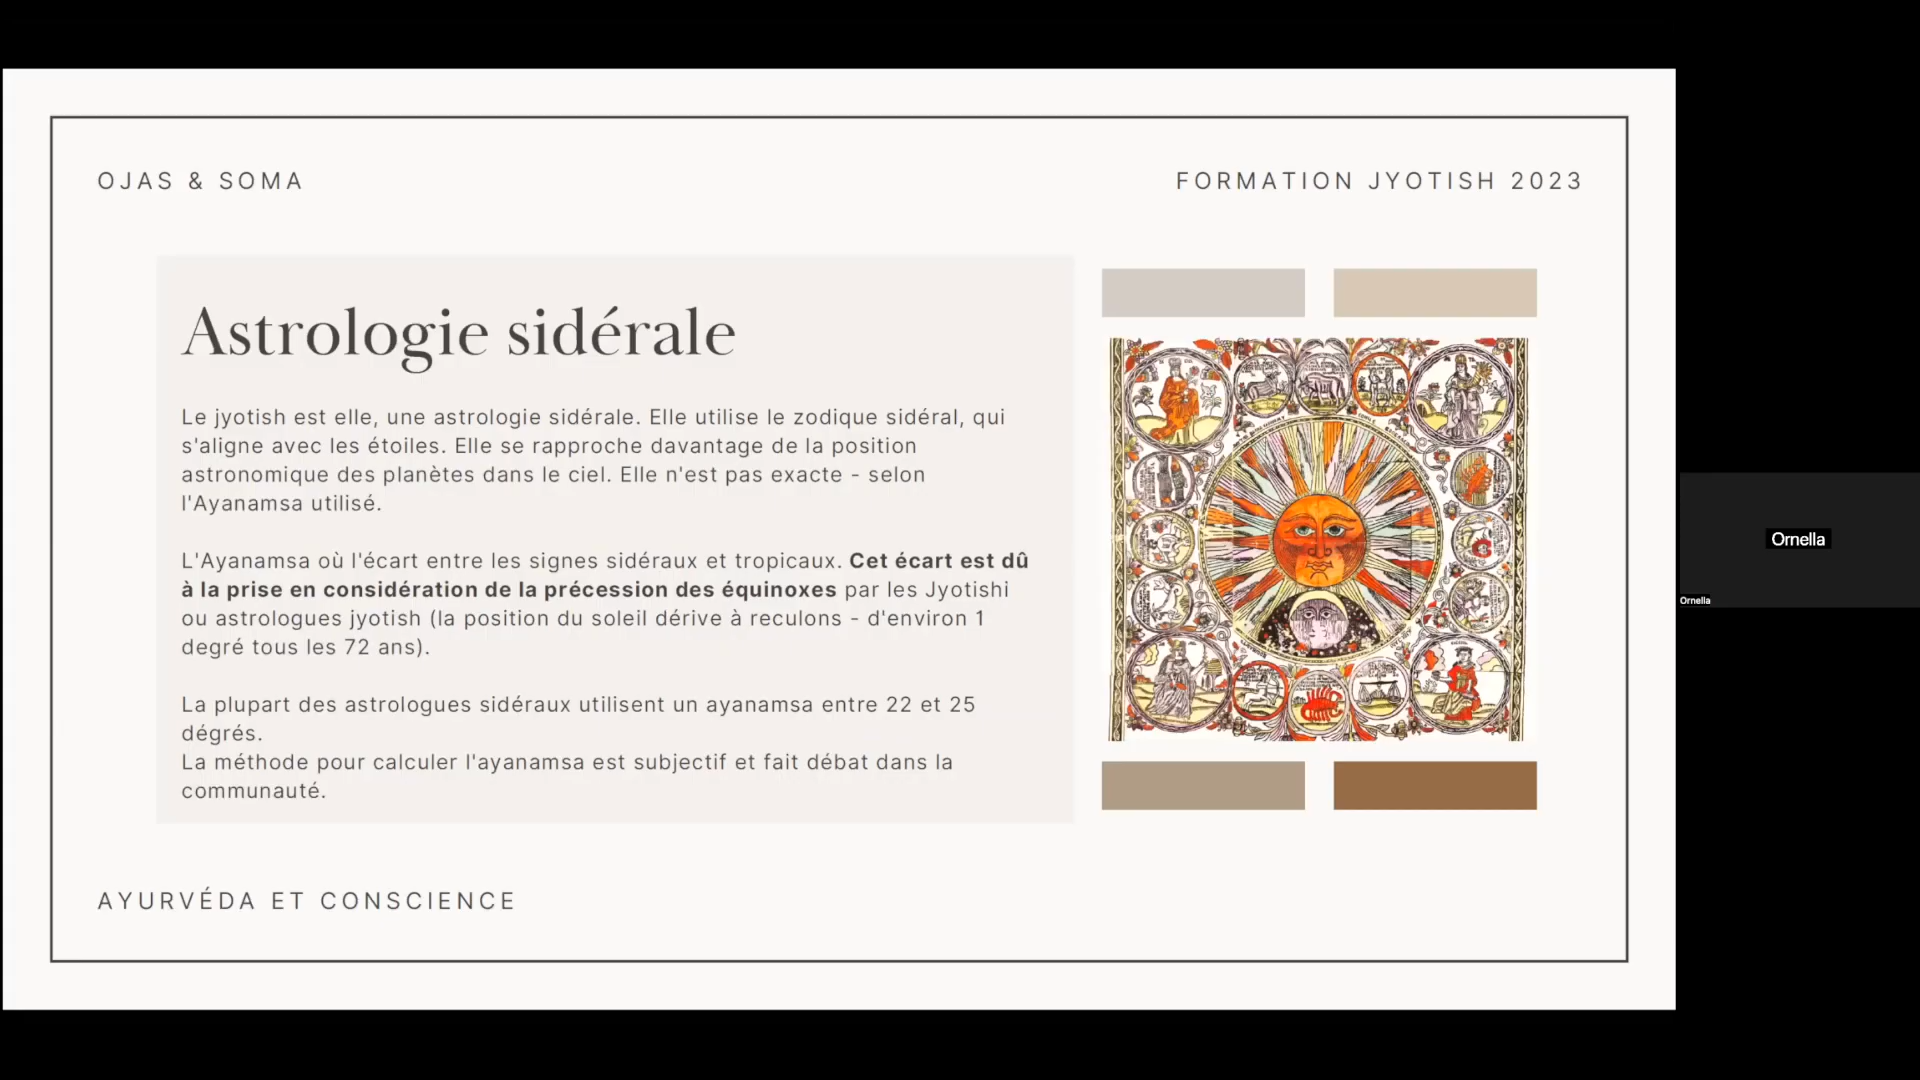 OJAS & SOMA
FORMATION JYOTISH 2023
Astrologie sidérale
Le jyotish est elle, une astrologie sidérale. Elle utilise le zodique sidéral, qui
s'aligne avec les étoiles. Elle se rapproche davantage de la position
astronomique des planètes dans le ciel. Elle n'est pas exacte - selon
l'Ayanamsa utilisé.
L'Ayanamsa où l'écart entre les signes sidéraux et tropicaux. Cet écart est dû
à la prise en considération de la précession des équinoxes par les Jyotishi
ou astrologues jyotish (la position du soleil dérive à reculons - d'environ 1
degré tous les 72 ans).
La plupart des astrologues sidéraux utilisent un ayanamsa entre 22 et 25
dégrés.
La méthode pour calculer l'ayanamsa est subjectif et fait débat dans la
communauté.
AYURVÉDA ET CONSCIENCE
Ornella
Ornella